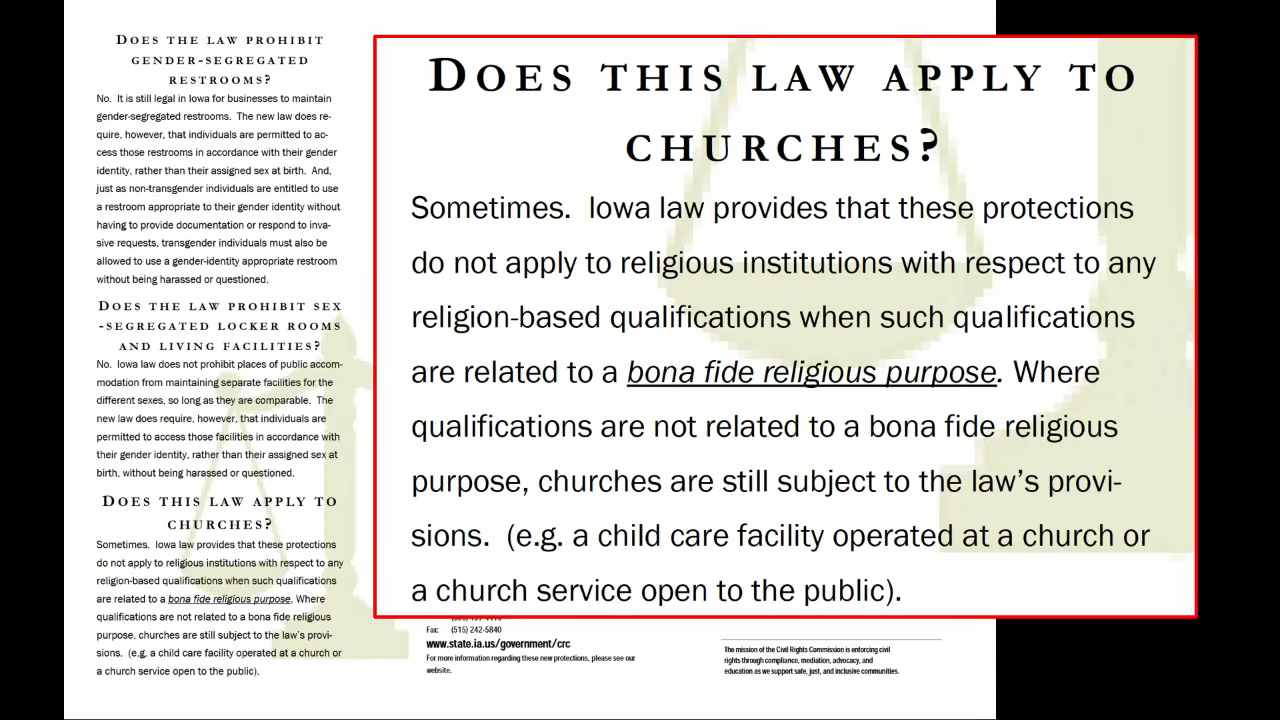 DOES THE LAW PROHIBIT
GENDER-SEGREGATED
RESTROOMS?
No. It is still legal in Iowa for businesses to maintain
gender-segregated restrooms. The new law does re-
quire, however, that individuals are permitted to ac-
cess those restrooms in accordance with their gender
identity, rather than their assigned sex at birth. And,
just as non-transgender individuals are entitled to use
a restroom appropriate to their gender identity without
having to provide documentation or respond to inva-
sive requests, transgender individuals must also be
allowed to use a gender-identity appropriate restroom
without being harassed or questioned.
DOES THE LAW PROHIBIT SEX
-SEGREGATED LOCKER ROOMS
AND LIVING FACILITIES?
No. Iowa law does not prohibit places of public accom-
modation from maintaining separate facilities for the
different sexes, so long as they are comparable. The
new law does require, however, that individuals are
permitted to access those facilities in accordance with
their gender identity, rather than their assigned sex at
birth, without being harassed or questioned.
DOES THIS LAW APPLY TO
CHURCHES?
Sometimes. Iowa law provides that these protections
do not apply to religious institutions with respect to any
religion-based qualifications when such qualifications
are related to a bona fide religious purpose. Where
qualifications are not related to a bona fide religious
purpose, churches are still subject to the law's provi-
sions. (e.g. a child care facility operated at a church or
a church service open to the public).
DOES THIS LAW APPLY TO
CHURCHES?
Sometimes. Iowa law provides that these protections
do not apply to religious institutions with respect to any
religion-based qualifications when such qualifications
are related to a bona fide religious purpose. Where
qualifications are not related to a bona fide religious
purpose, churches are still subject to the law's provi-
sions. (e.g. a child care facility operated at a church or
a church service open to the public).
Fax: (515) 242-5840
www.state.ia.us/government/crc
For more information regarding these new protections, please see our
website.
The mission of the Civil Rights Commission is enforcing civil
rights through compliance, mediation, advocacy, and
education as we support safe, just, and inclusive communities.